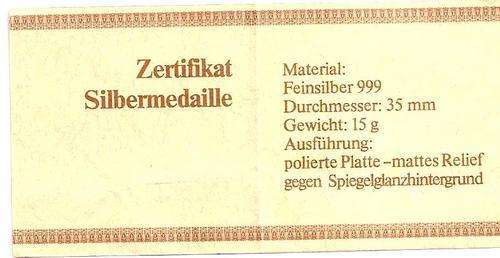 Zertifikat
Silbermedaille
Material:
Feinsilber 999
Durchmesser: 35 mm
Gewicht: 15 g
Ausführung:
polierte Platte –mattes Relief
gegen Spiegelglanzhintergrund